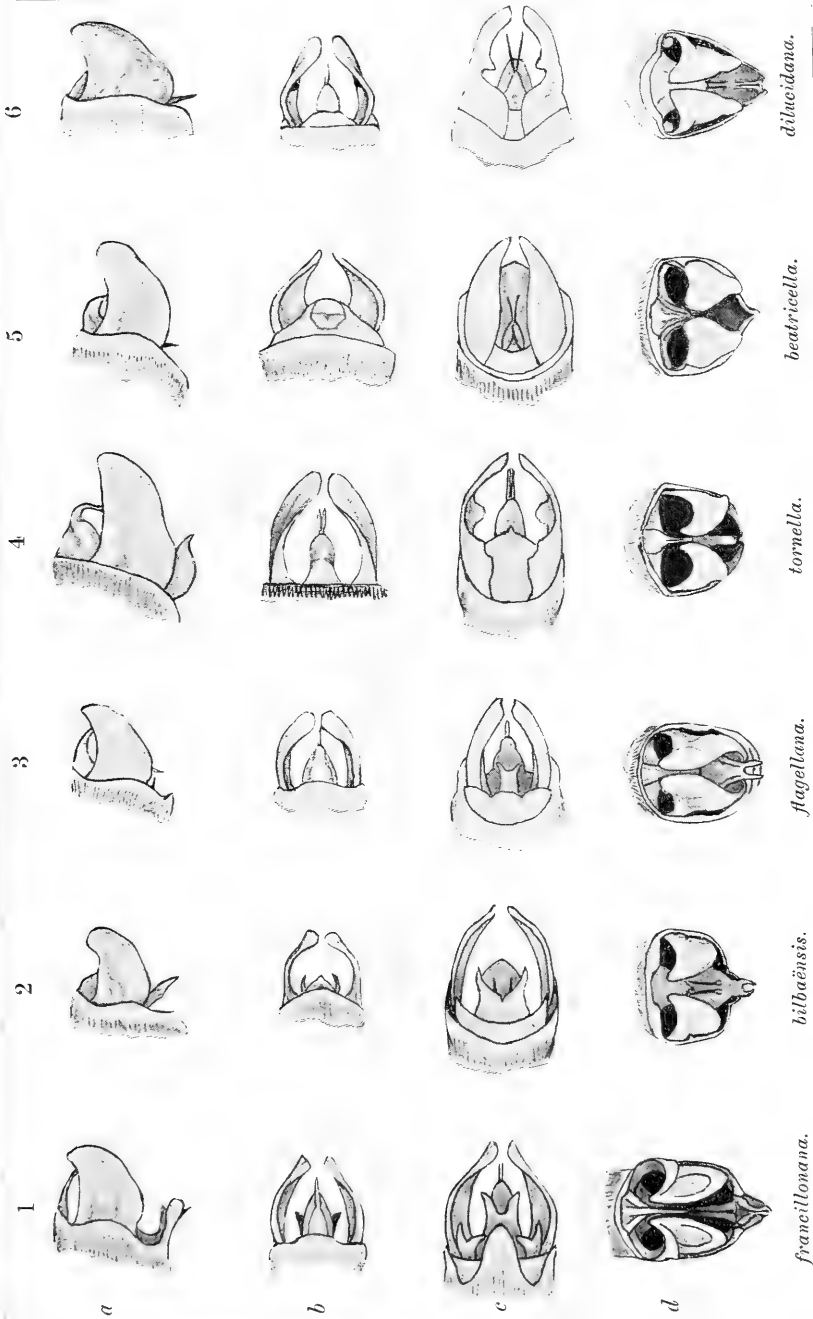 1 2 3 4 5 6
a
b
c
d
francillonana. bilbaënsis. flagellana. tornella. beatricella. dilucidana.